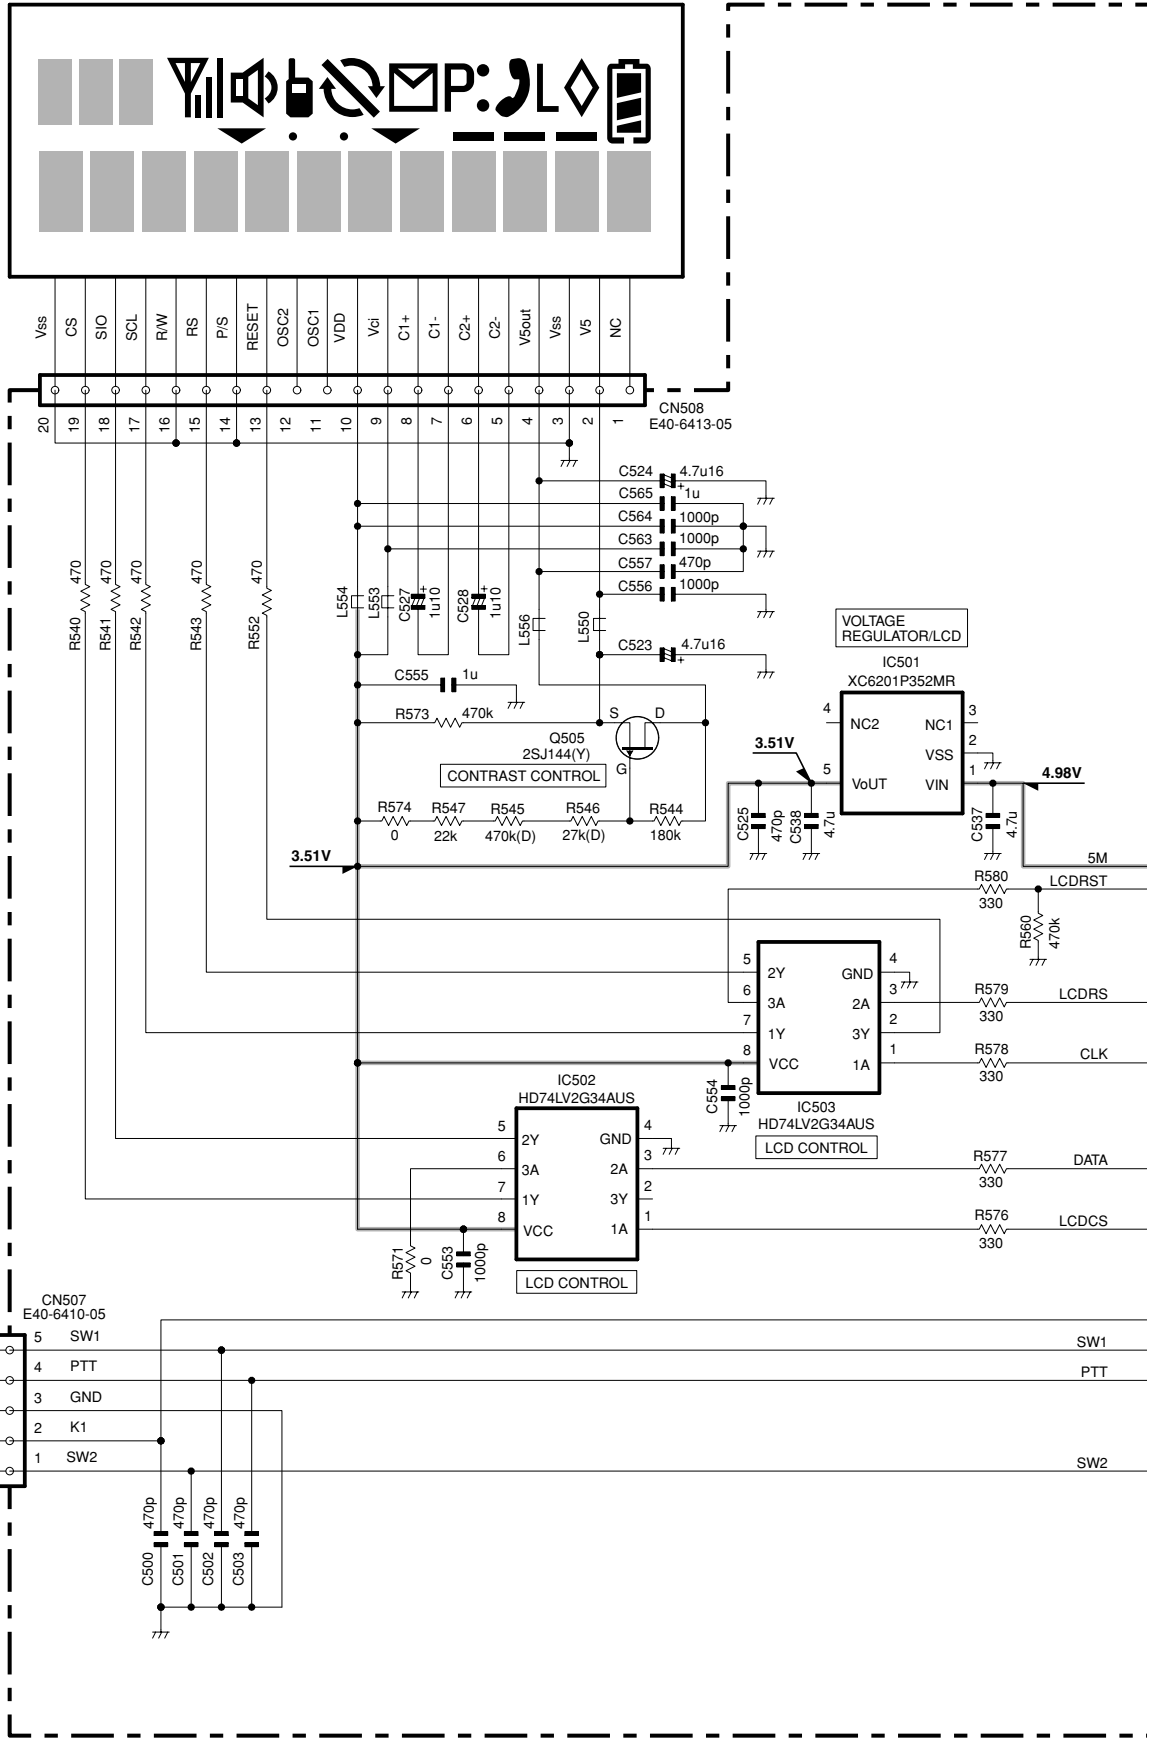 P:
L
Vss
CS
SIO
SCL
R/W
RS
P/S
RESET
OSC2
OSC1
VDD
Vci
C1+
C1-
C2+
C2-
V5out
Vss
V5
NC
20
19
18
17
16
15
14
13
12
11
10
9
8
7
6
5
4
3
2
1
CN508
E40-6413-05
C524 4.7u16
+
C565 1u
C564 1000p
C563 1000p
C557 470p
C556 1000p
C523 4.7u16
+
R540 470
R541 470
R542 470
R543 470
R552 470
L554
L553
C527 1u10
+
C528 1u10
+
L556
L550
C555 1u
R573 470k
S D
G
Q505
2SJ144(Y)
CONTRAST CONTROL
R574 R547 R545 R546 R544
0 22k 470k(D) 27k(D) 180k
VOLTAGE
REGULATOR/LCD
IC501
XC6201P352MR
4 NC2 NC1 3
VSS 2
5 VoUT VIN 1
3.51V
4.98V
C525 470p
C538 4.7u
C537 4.7u
3.51V
5M
R580
330
LCDRST
R560 470k
5 2Y GND 4
6 3A 2A 3
7 1Y 3Y 2
8 VCC 1A 1
R579
330
LCDRS
R578
330
CLK
C554 1000p
IC503
HD74LV2G34AUS
LCD CONTROL
IC502
HD74LV2G34AUS
5 2Y GND 4
6 3A 2A 3
7 1Y 3Y 2
8 VCC 1A 1
R577
330
DATA
R576
330
LCDCS
R571 0
C553 1000p
LCD CONTROL
CN507
E40-6410-05
5 SW1
4 PTT
3 GND
2 K1
1 SW2
SW1
PTT
SW2
C500 470p
C501 470p
C502 470p
C503 470p